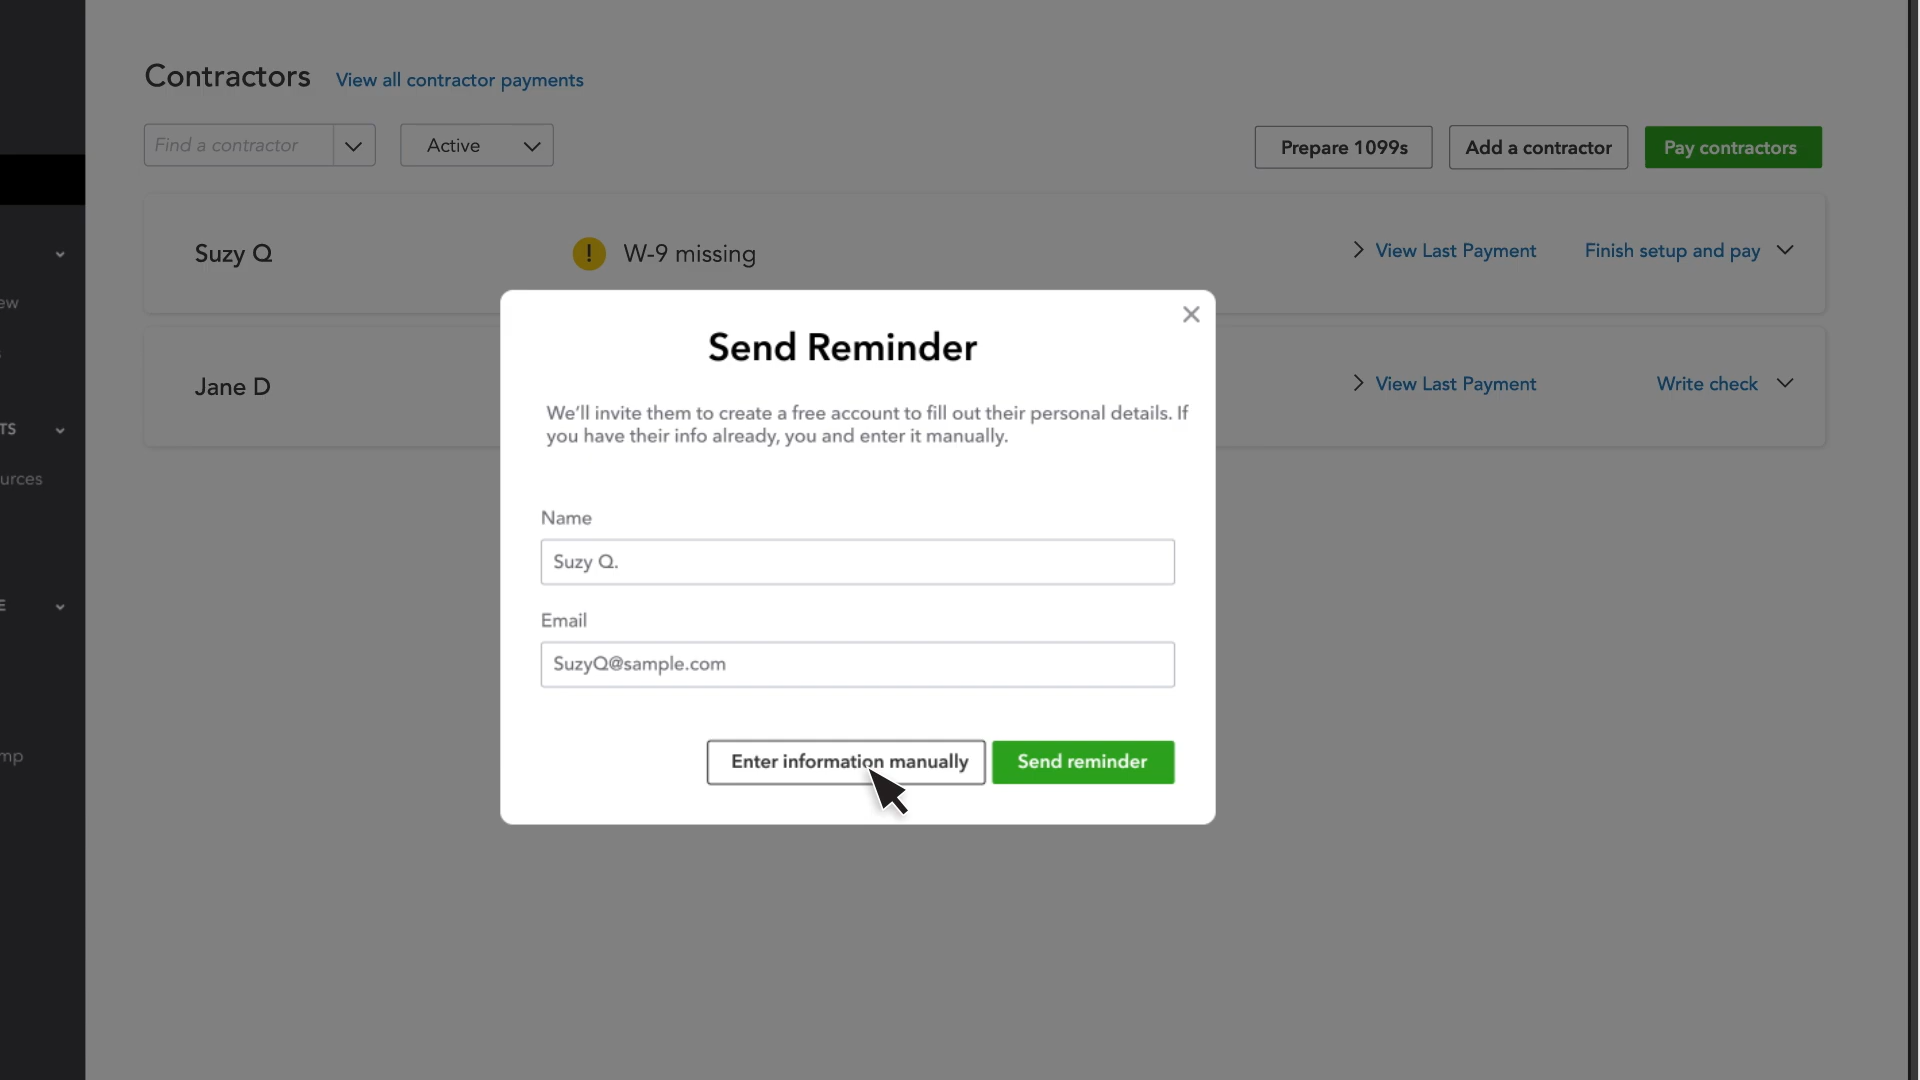 Contractors View all contractor payments
Find a contractor Active Prepare 1099s Add a contractor Pay contractors
Suzy Q ! W-9 missing View Last Payment Finish setup and pay
Jane D View Last Payment Write check
Send Reminder
We'll invite them to create a free account to fill out their personal details. If
you have their info already, you and enter it manually.
Name
Suzy Q.
Email
SuzyQ@sample.com
Enter information manually Send reminder
ew
TS
urces
E
mp